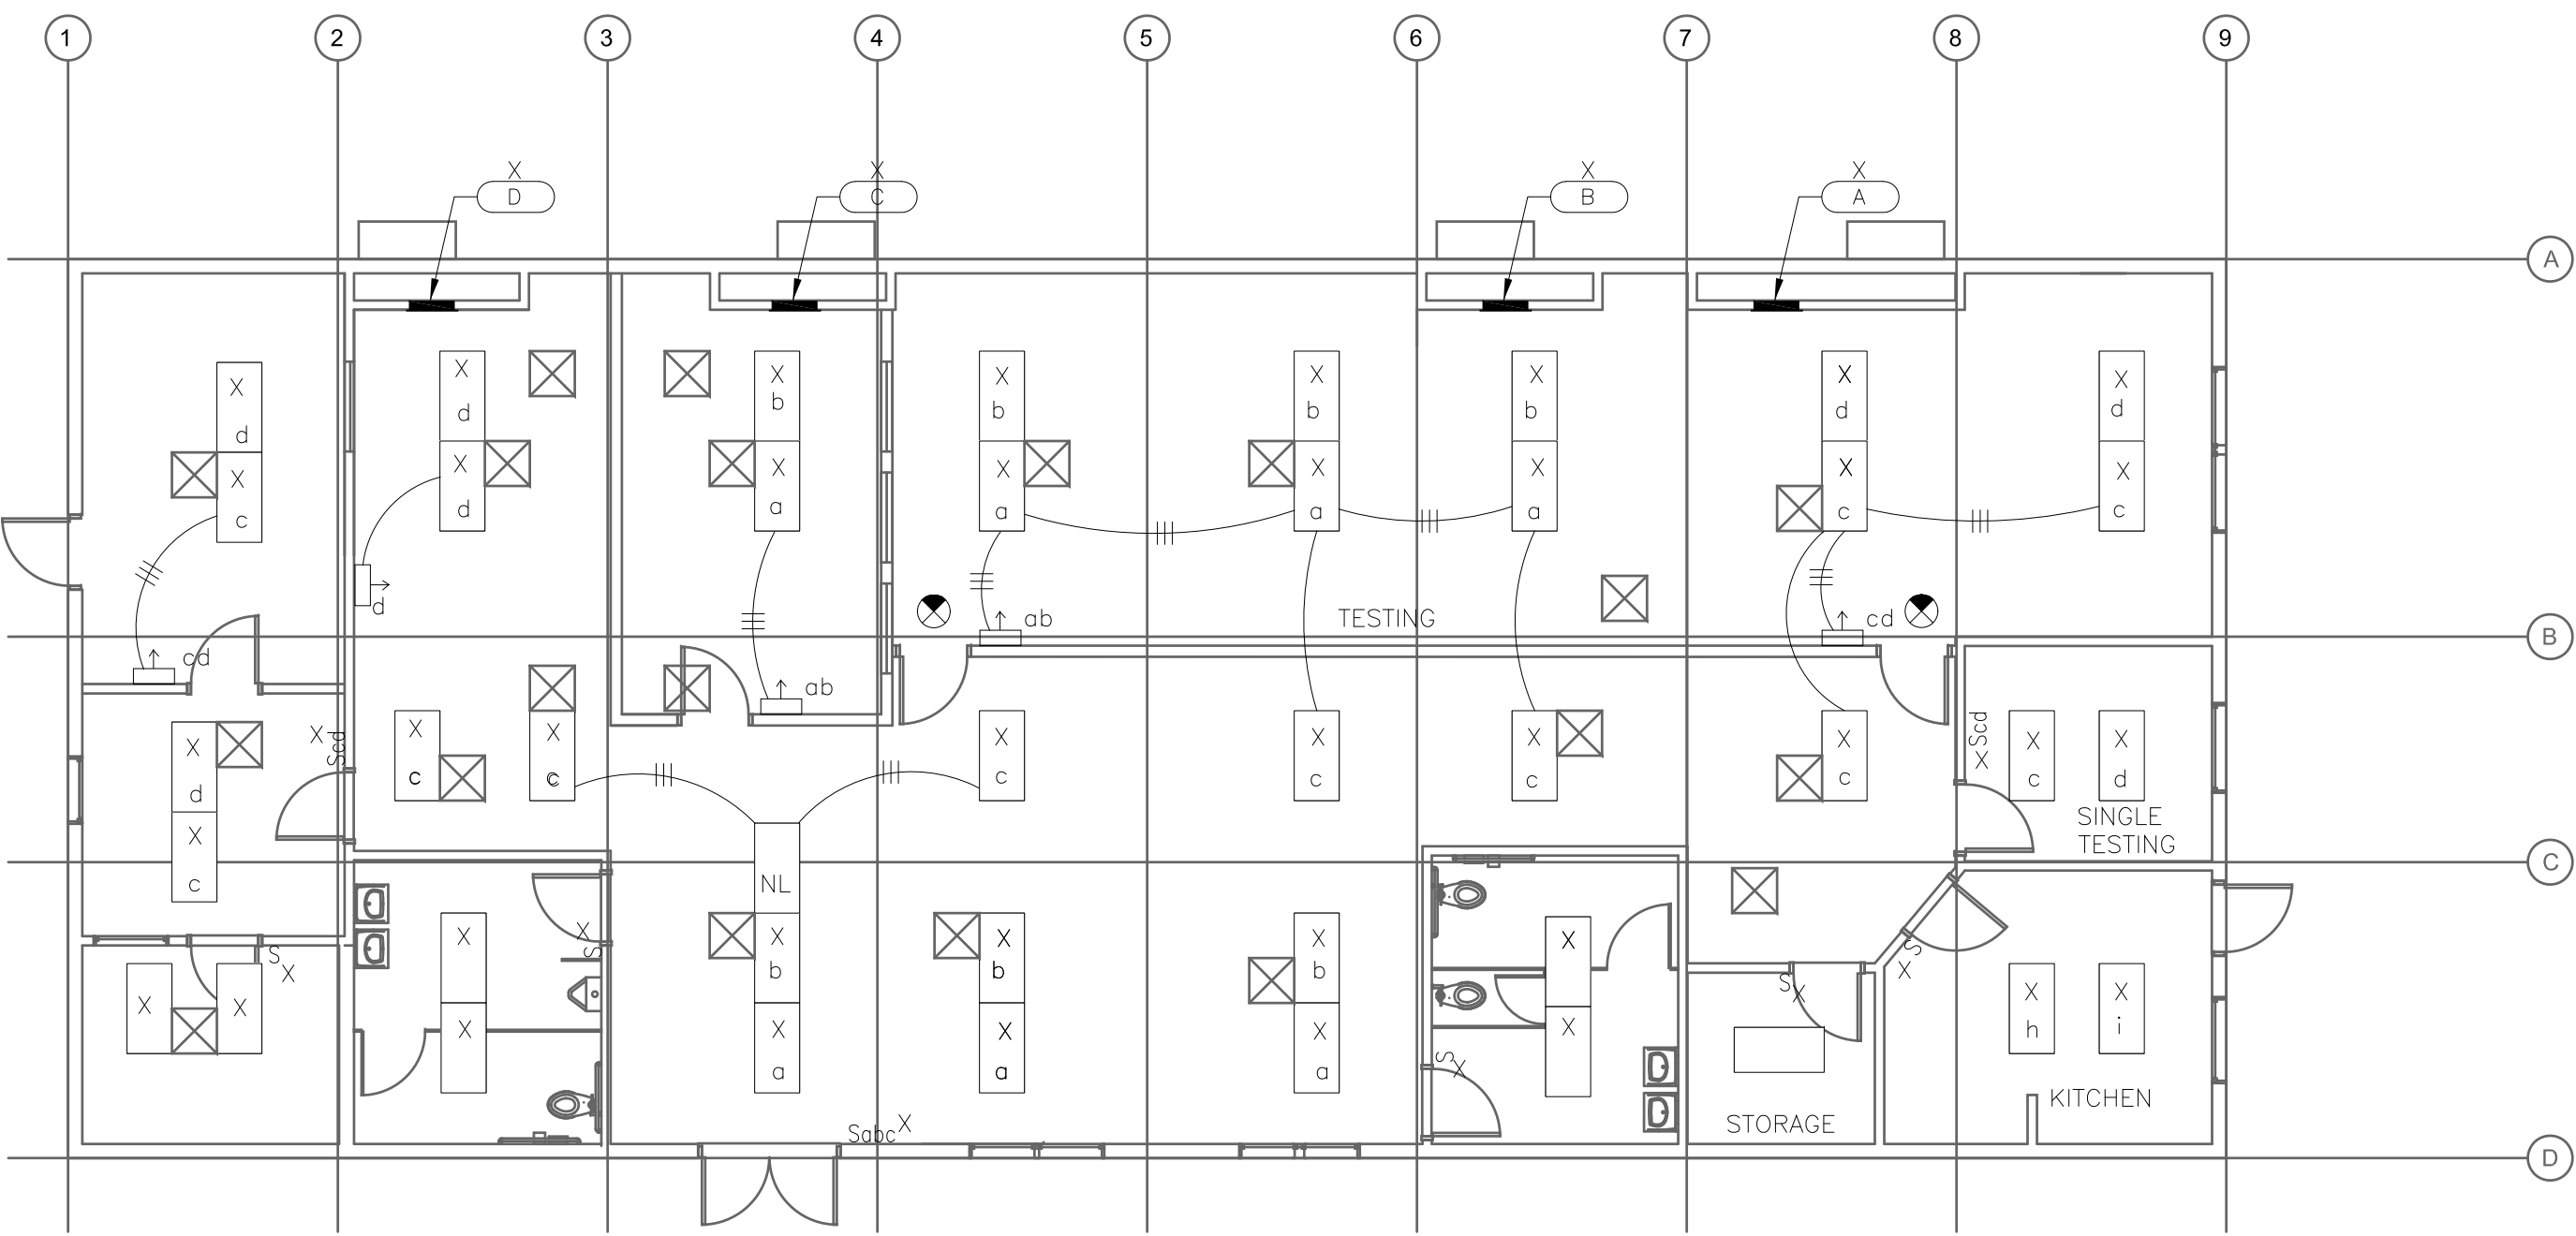 1 2 3 4 5 6 7 8 9
X X X X
D C B A
A
X X X X X X X X
d d b b b b d d
X X X X X X X X
c d a a a a c c
d
TESTING
ab cd
B
cd
ab
X Scd
X Scd
X X X X X X X X X X
d c c c c c c c d
SINGLE
TESTING
X
c
C
NL
X X X X X
b b b
S X
X S
S X
S X
X X
X X X X
h i
X X X X X
a a a
S X
KITCHEN
STORAGE
Sabc X
D